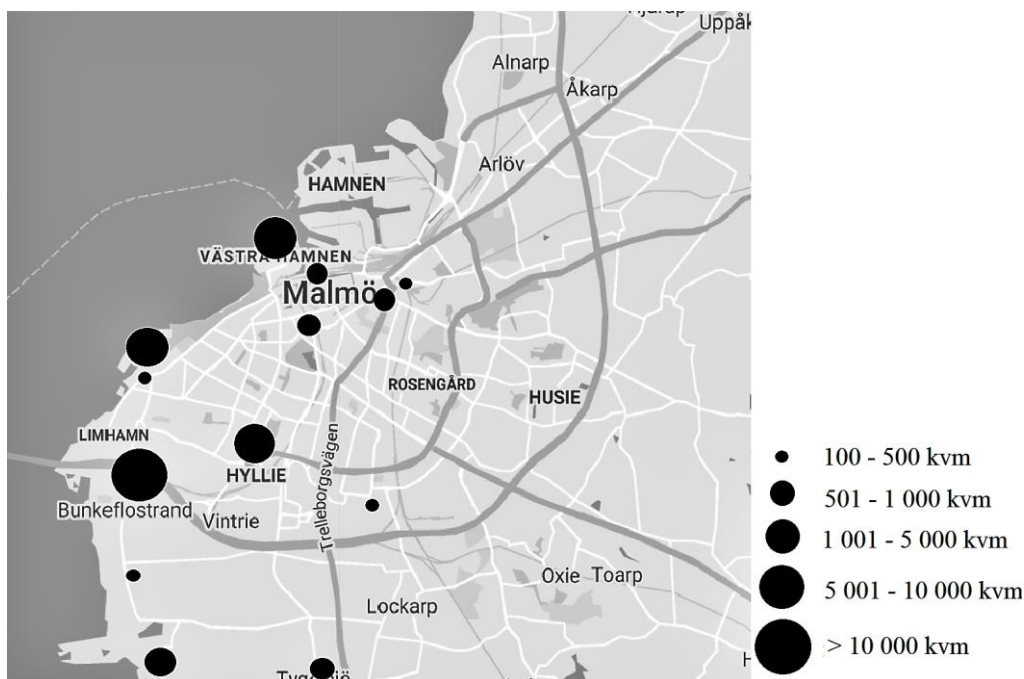 Uppåk
Alnarp
Åkarp
Arlöv
HAMNEN
VÄSTRA HAMNEN
Malmö
ROSENGÅRD
HUSIE
LIMHAMN
HYLLIE
Trelleborgsvägen
Bunkeflostrand
Vintrie
Oxie
Toarp
Lockarp
100 - 500 kvm
501 - 1 000 kvm
1 001 - 5 000 kvm
5 001 - 10 000 kvm
> 10 000 kvm